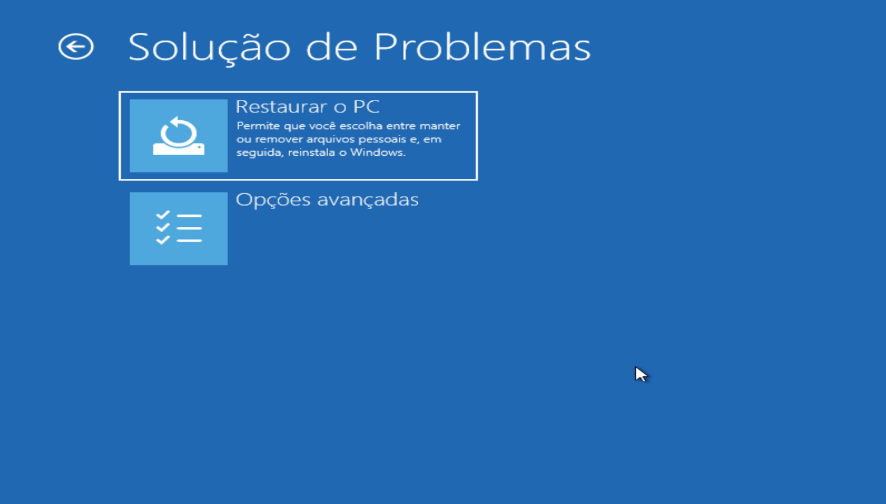 Solução de Problemas
Restaurar o PC
Permite que você escolha entre manter
ou remover arquivos pessoais e, em
seguida, reinstala o Windows.
Opções avançadas